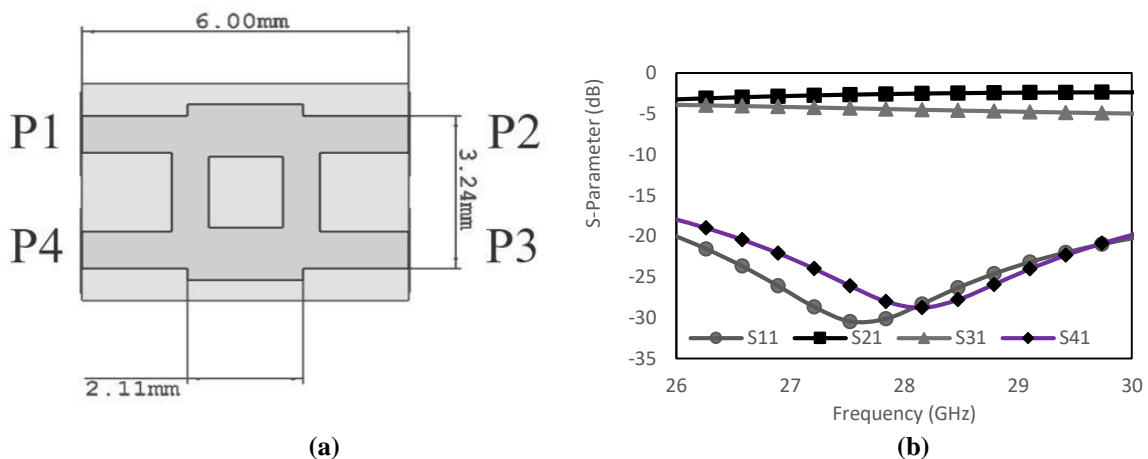 6.00mm
P1
P2
3.24mm
P4
P3
2.11mm
(a)
S-Parameter (dB)
0
-5
-10
-15
-20
-25
-30
-35
S11
S21
S31
S41
26
27
28
29
30
Frequency (GHz)
(b)